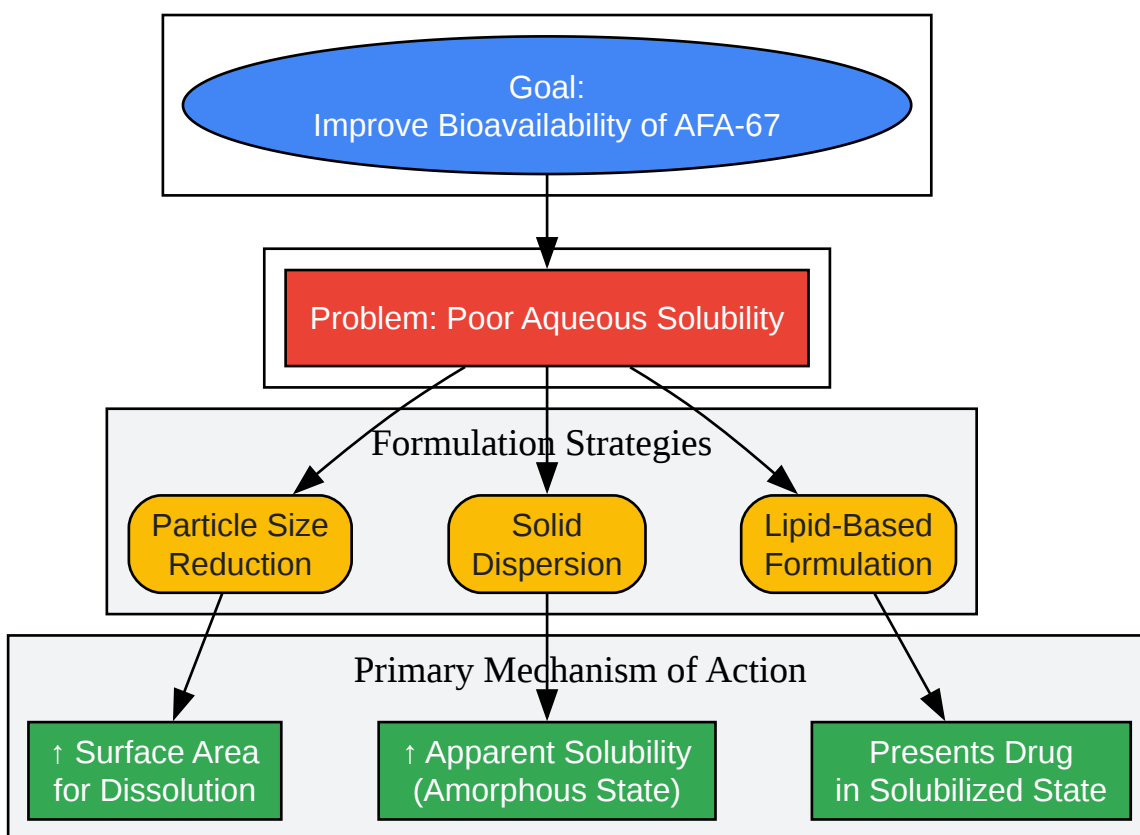 Goal:
Improve Bioavailability of AFA-67
Problem: Poor Aqueous Solubility
Formulation Strategies
Particle Size
Reduction
Solid
Dispersion
Lipid-Based
Formulation
Primary Mechanism of Action
↑ Surface Area
for Dissolution
↑ Apparent Solubility
(Amorphous State)
Presents Drug
in Solubilized State